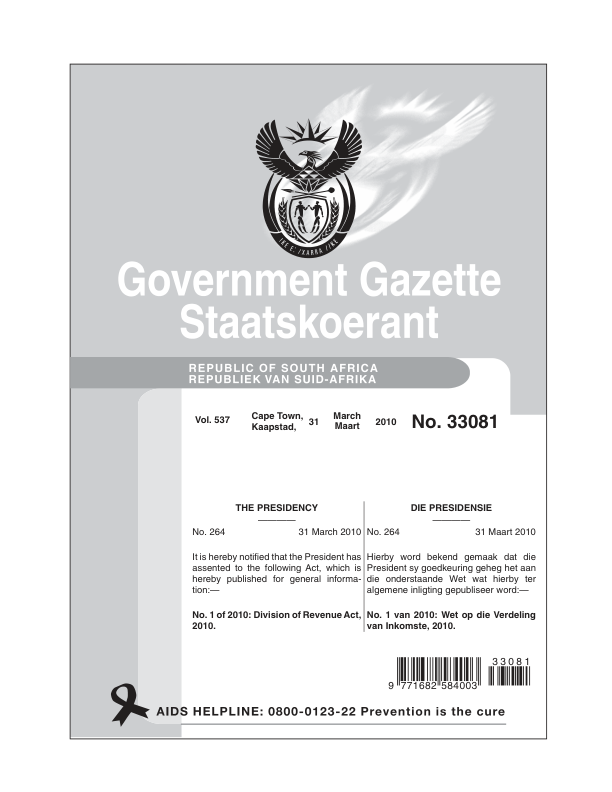 !KE E: /XARRA //KE
Government Gazette
Staatskoerant
REPUBLIC OF SOUTH AFRICA
REPUBLIEK VAN SUID-AFRIKA
Vol. 537 Cape Town, 31 March 2010 No. 33081
Kaapstad, Maart
THE PRESIDENCY
No. 264 31 March 2010
It is hereby notified that the President has
assented to the following Act, which is
hereby published for general informa-
tion:—
No. 1 of 2010: Division of Revenue Act,
2010.
DIE PRESIDENSIE
No. 264 31 Maart 2010
Hierby word bekend gemaak dat die
President sy goedkeuring geheg het aan
die onderstaande Wet wat hierby ter
algemene inligting gepubliseer word:—
No. 1 van 2010: Wet op die Verdeling
van Inkomste, 2010.
33081
9 771682 584003
AIDS HELPLINE: 0800-0123-22 Prevention is the cure